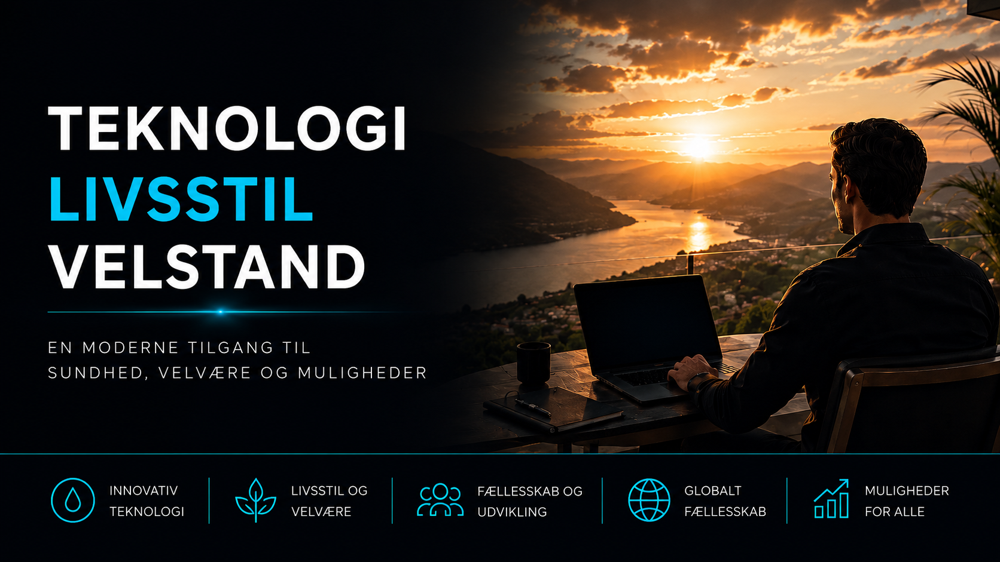 TEKNOLOGI
LIVSSTIL
VELSTAND
EN MODERNE TILGANG TIL
SUNDHED, VELVÆRE OG MULIGHEDER
INNOVATIV
TEKNOLOGI
LIVSSTIL OG
VELVÆRE
FÆLLESSKAB OG
UDVIKLING
GLOBALT
FÆLLESSKAB
MULIGHEDER
FOR ALLE